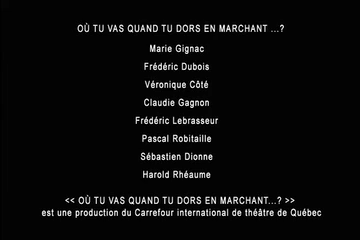 OÙ TU VAS QUAND TU DORS EN MARCHANT ...?
Marie Gignac
Frédéric Dubois
Véronique Côté
Claudie Gagnon
Frédéric Lebrasseur
Pascal Robitaille
Sébastien Dionne
Harold Rhéaume
<< OÙ TU VAS QUAND TU DORS EN MARCHANT...? >>
est une production du Carrefour international de théâtre de Québec